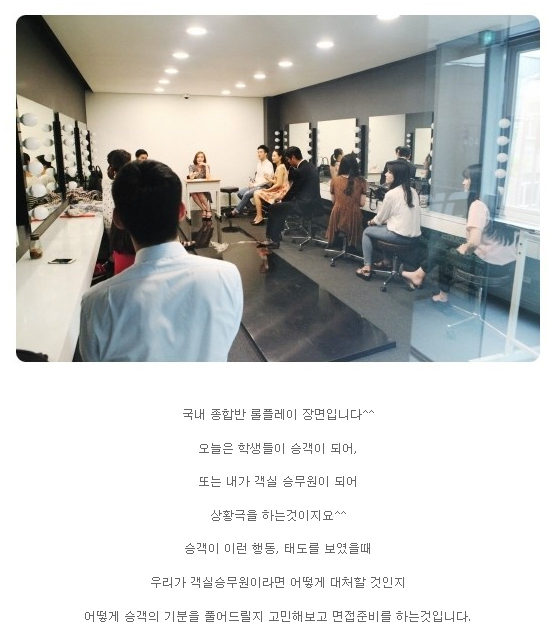 국내 종합반 롤플레이 장면입니다^^
오늘은 학생들이 승객이 되어,
또는 내가 객실 승무원이 되어
상황극을 하는것이지요^^
승객이 이런 행동, 태도를 보였을때
우리가 객실승무원이라면 어떻게 대처할 것인지
어떻게 승객의 기분을 풀어드릴지 고민해보고 면접준비를 하는것입니다.